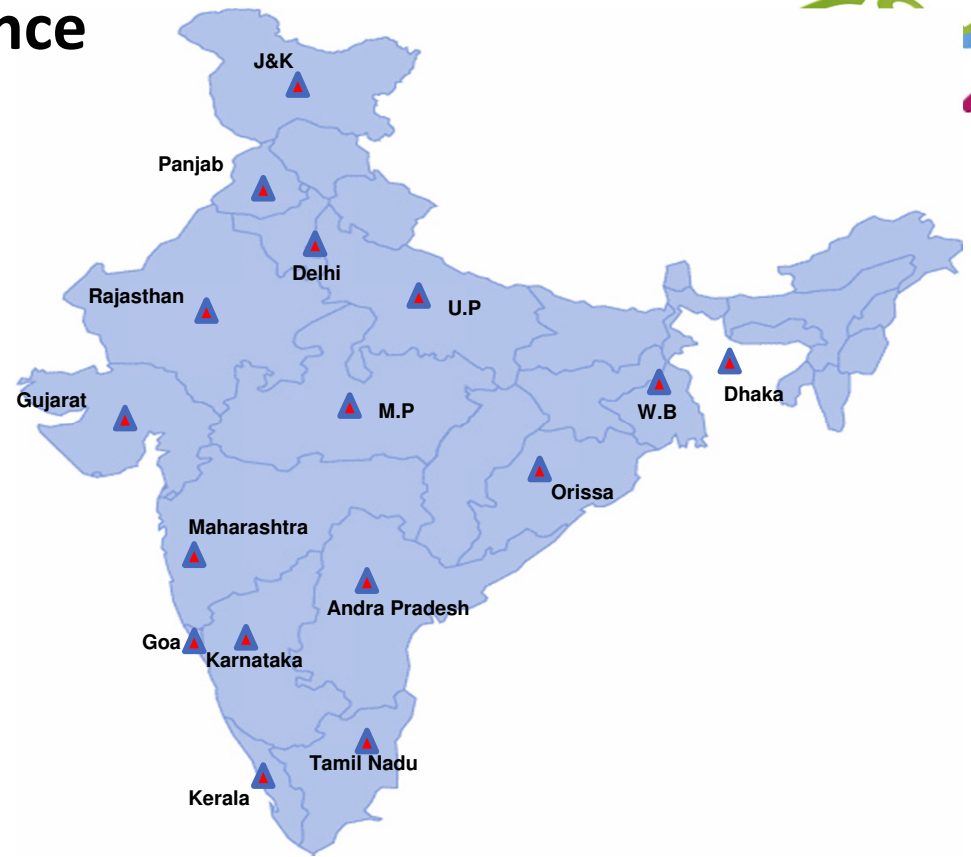 nce
J&K
Panjab
Delhi
Rajasthan
U.P
Gujarat
M.P
W.B
Dhaka
Orissa
Maharashtra
Andra Pradesh
Goa
Karnataka
Tamil Nadu
Kerala